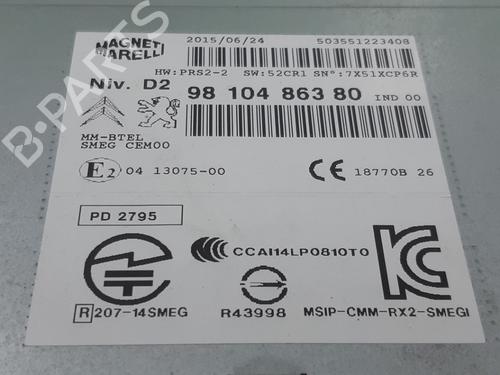 MAGNETI
MARELLI
2015/06/24 503551223408
HW:PRS2-2 SW:52CR1 SN°:7X51XCP6R
Niv. D2
98 104 863 80 IND 00
MM-BTEL
SMEG CEM00
E2 04 13075-00
CE 18770B 26
PD 2795
CCAI14LP0810T0
R 207-14SMEG
R43998
MSIP-CMM-RX2-SMEGI
B-PARTS